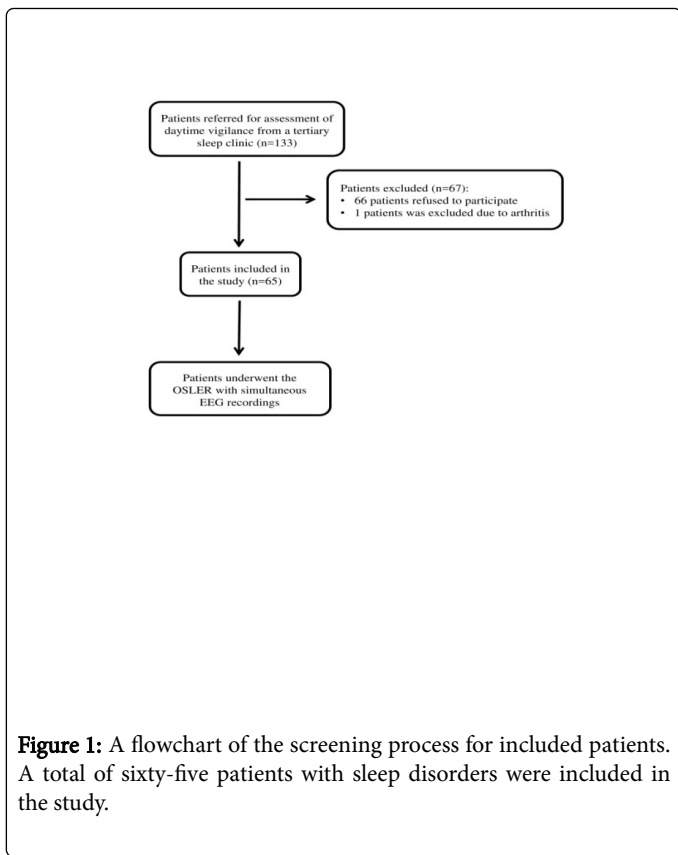 Patients referred for assessment of
daytime vigilance from a tertiary
sleep clinic (n=133)
Patients excluded (n=67):
• 66 patients refused to participate
• 1 patients was excluded due to arthritis
Patients included in
the study (n=65)
Patients underwent the
OSLER with simultaneous
EEG recordings
Figure 1: A flowchart of the screening process for included patients.
A total of sixty-five patients with sleep disorders were included in
the study.